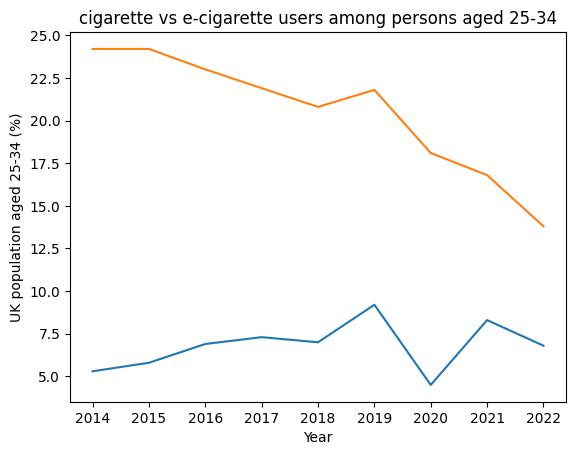 cigarette vs e-cigarette users among persons aged 25-34
UK population aged 25-34 (%)
25.0
22.5
20.0
17.5
15.0
12.5
10.0
7.5
5.0
2014 2015 2016 2017 2018 2019 2020 2021 2022
Year